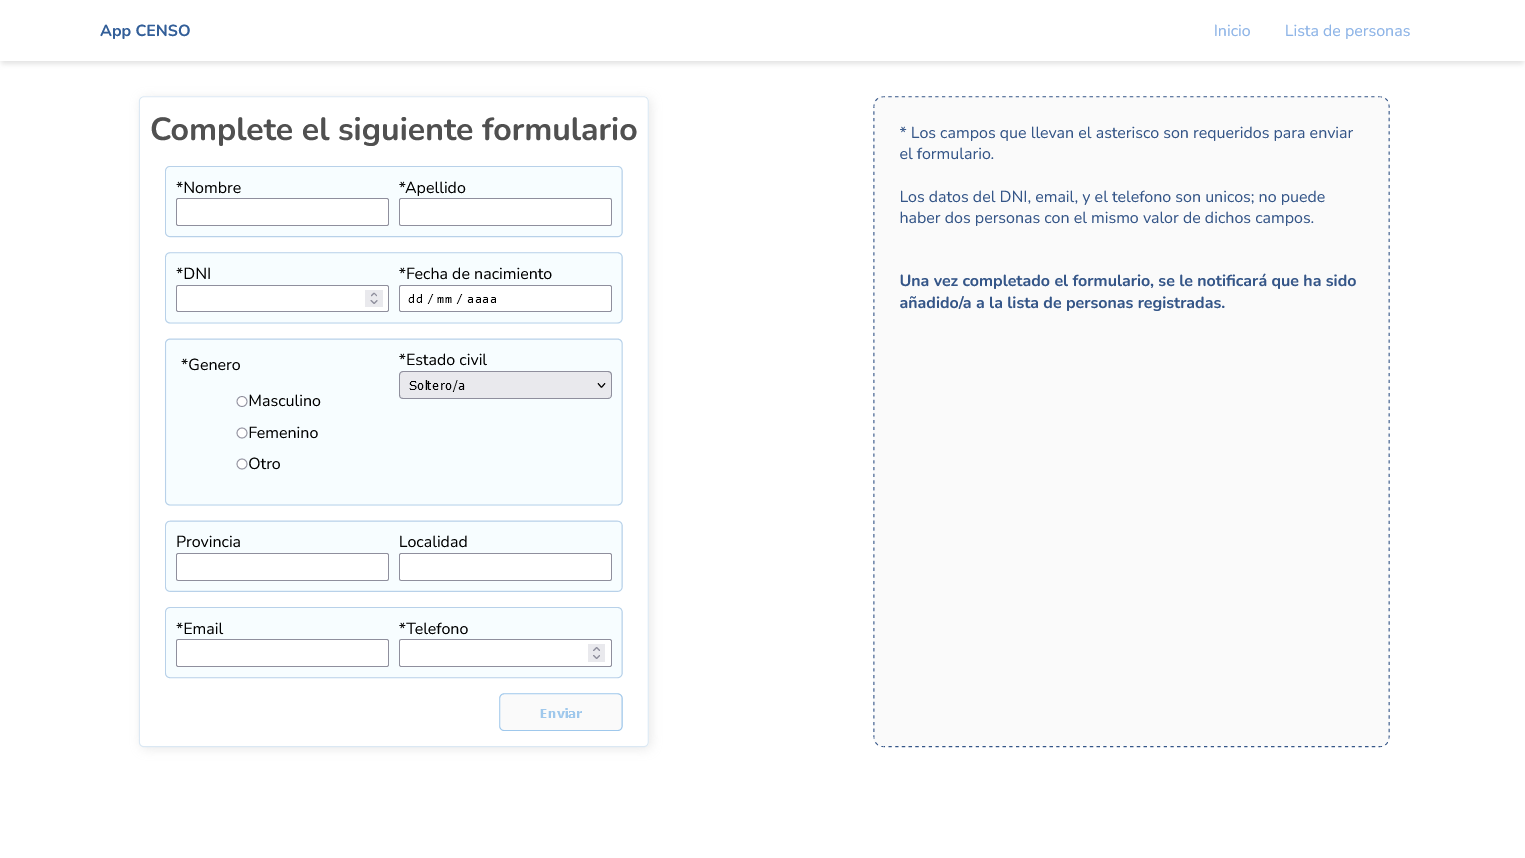 App CENSO
Inicio
Lista de personas
Complete el siguiente formulario
*Nombre
*Apellido
*DNI
*Fecha de nacimiento
dd/mm/aaaa
*Genero
Masculino
Femenino
Otro
*Estado civil
Soltero/a
Provincia
Localidad
*Email
*Telefono
Enviar
* Los campos que llevan el asterisco son requeridos para enviar
el formulario.
Los datos del DNI, email, y el telefono son unicos; no puede
haber dos personas con el mismo valor de dichos campos.
Una vez completado el formulario, se le notificará que ha sido
añadido/a a la lista de personas registradas.